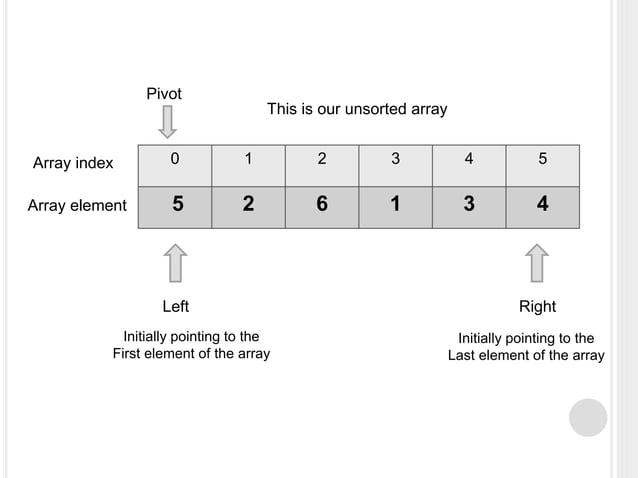 Pivot
This is our unsorted array
Array index 0 1 2 3 4 5
Array element 5 2 6 1 3 4
Left Right
Initially pointing to the
First element of the array
Initially pointing to the
Last element of the array